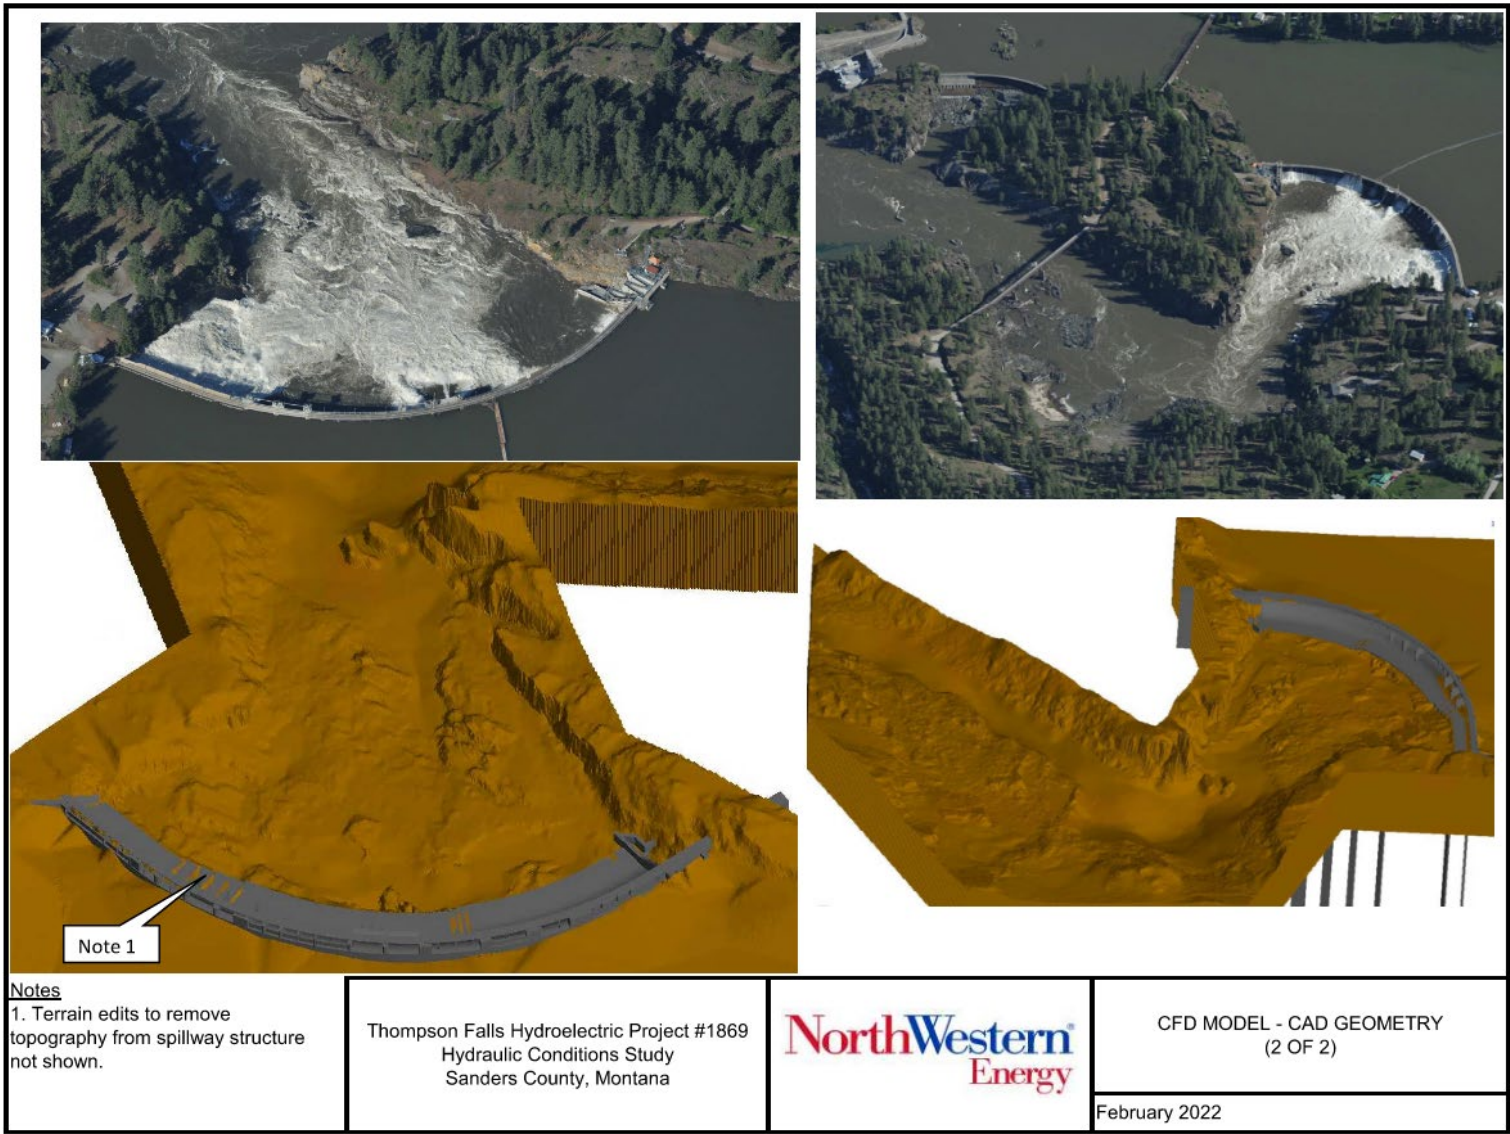 Note 1
Notes
1. Terrain edits to remove
topography from spillway structure
not shown.
Thompson Falls Hydroelectric Project #1869
Hydraulic Conditions Study
Sanders County, Montana
NorthWestern®
Energy
CFD MODEL - CAD GEOMETRY
(2 OF 2)
February 2022